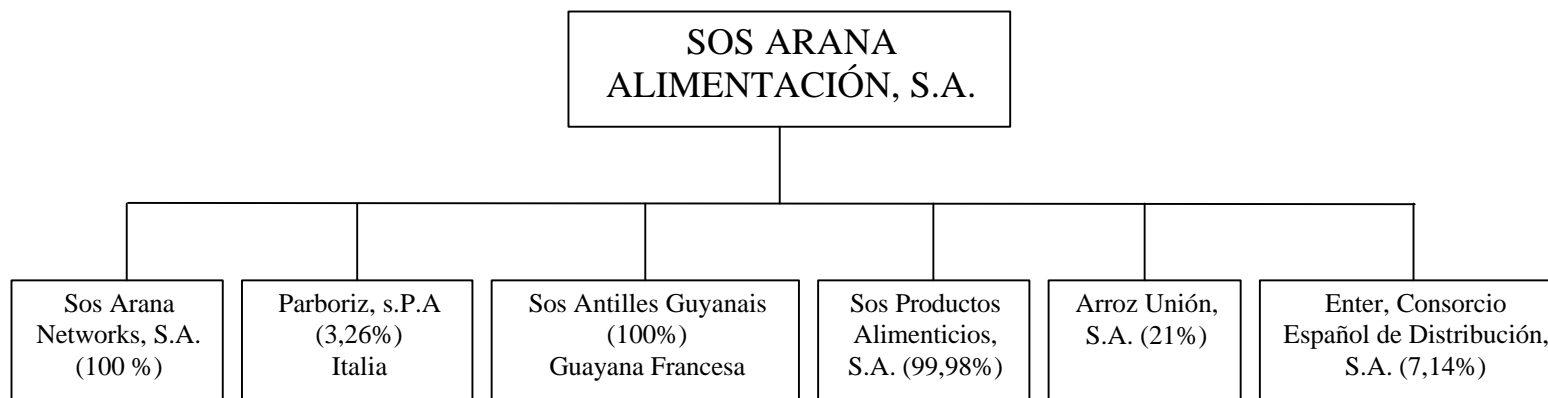 SOS ARANA
ALIMENTACIÓN, S.A.
Sos Arana
Networks, S.A.
(100 %)
Parboriz, s.P.A
(3,26%)
Italia
Sos Antilles Guyanais
(100%)
Guayana Francesa
Sos Productos
Alimenticios,
S.A. (99,98%)
Arroz Unión,
S.A. (21%)
Enter, Consorcio
Español de Distribución,
S.A. (7,14%)